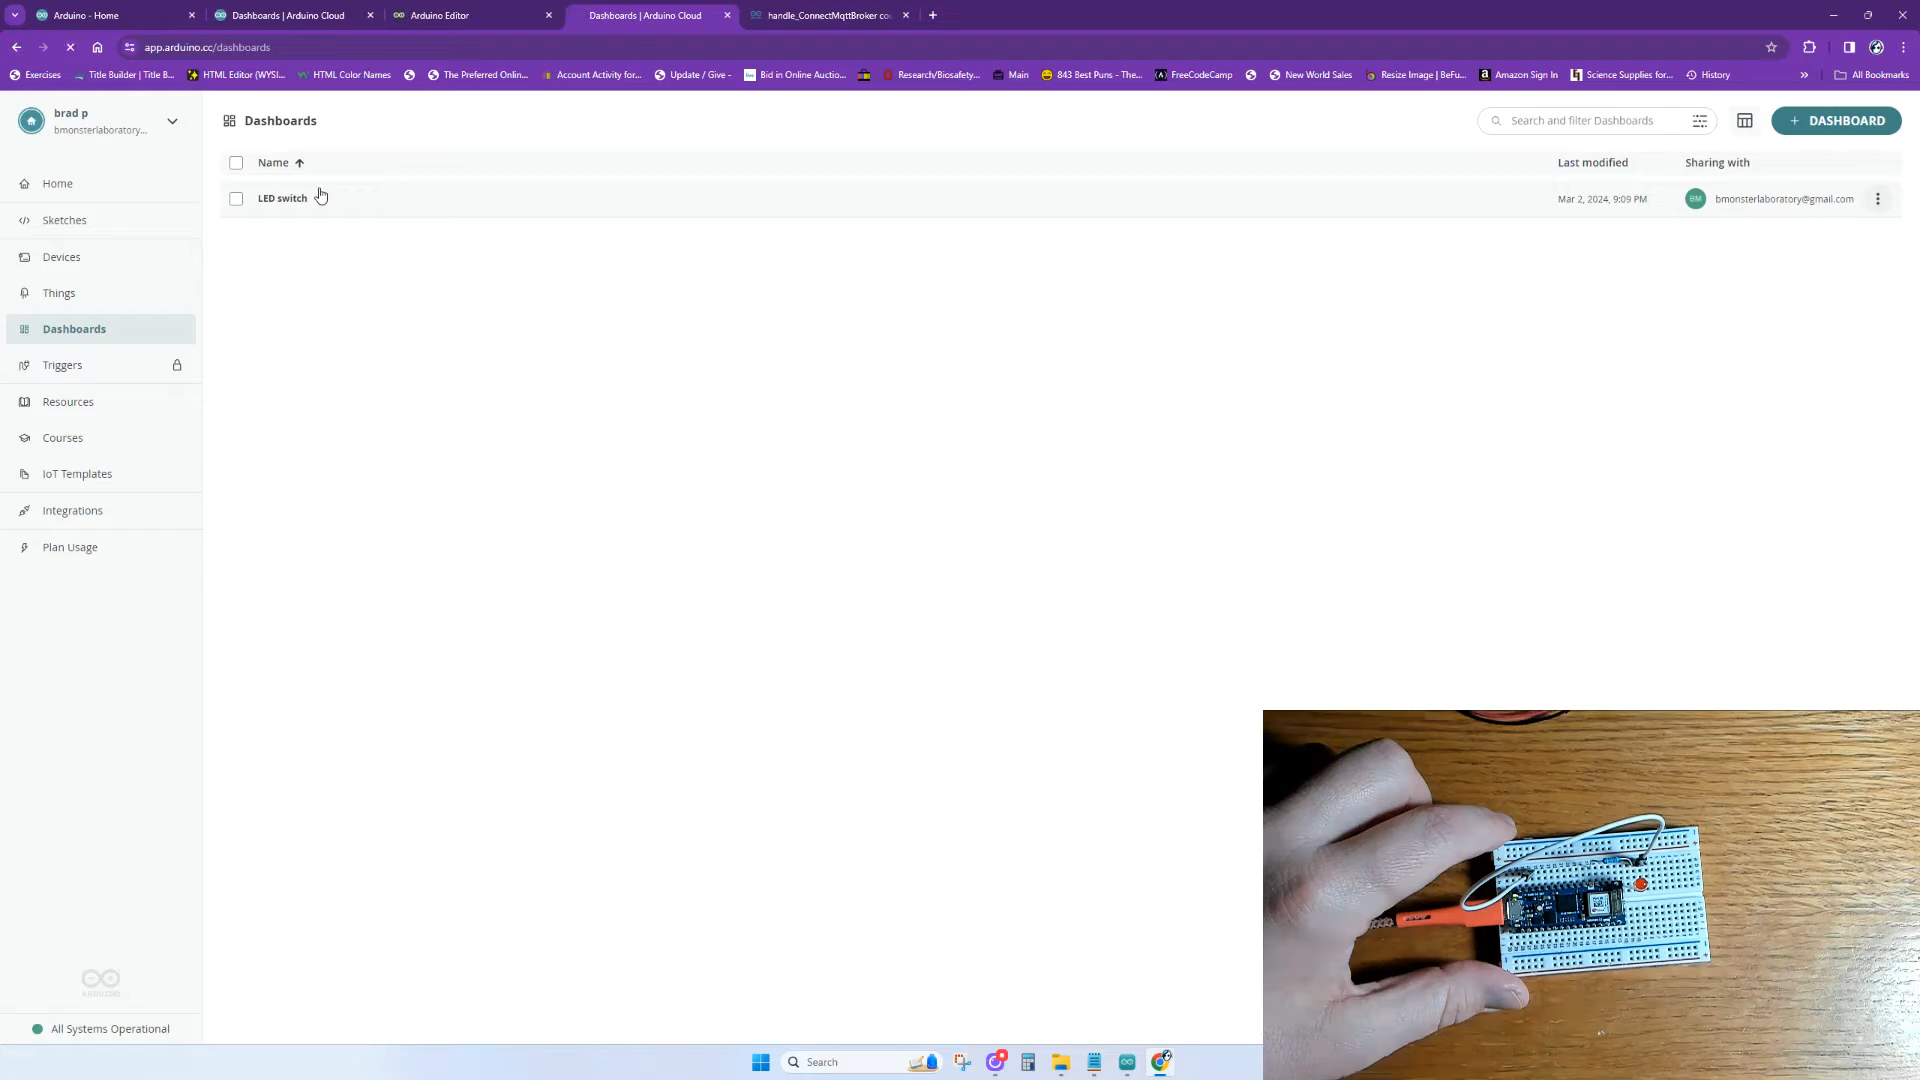 Arduino - Home
Dashboards | Arduino Cloud
Arduino Editor
Dashboards | Arduino Cloud
handle_ConnectMqttBroker co
app.arduino.cc/dashboards
Exercises
Title Builder | Title B...
HTML Editor (WYSI...
HTML Color Names
The Preferred Onlin...
Account Activity for...
Update / Give -
Bid in Online Auctio...
Research/Biosafety...
Main
843 Best Puns - The...
FreeCodeCamp
New World Sales
Resize Image | BeFu...
Amazon Sign In
Science Supplies for...
History
All Bookmarks
brad p
bmonsterlaboratory...
Dashboards
Search and filter Dashboards
+ DASHBOARD
Name
Last modified
Sharing with
LED switch
Mar 2, 2024, 9:09 PM
BM
bmonsterlaboratory@gmail.com
Home
Sketches
Devices
Things
Dashboards
Triggers
Resources
Courses
IoT Templates
Integrations
Plan Usage
All Systems Operational
Search